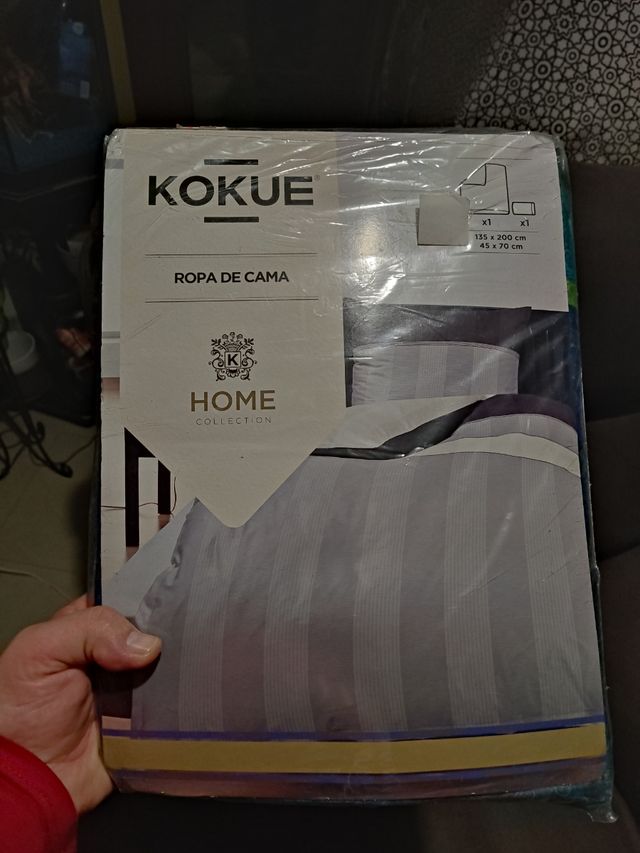 KOKUE®
ROPA DE CAMA
K
HOME
COLLECTION
x1 x1
135 x 200 cm
45 x 70 cm